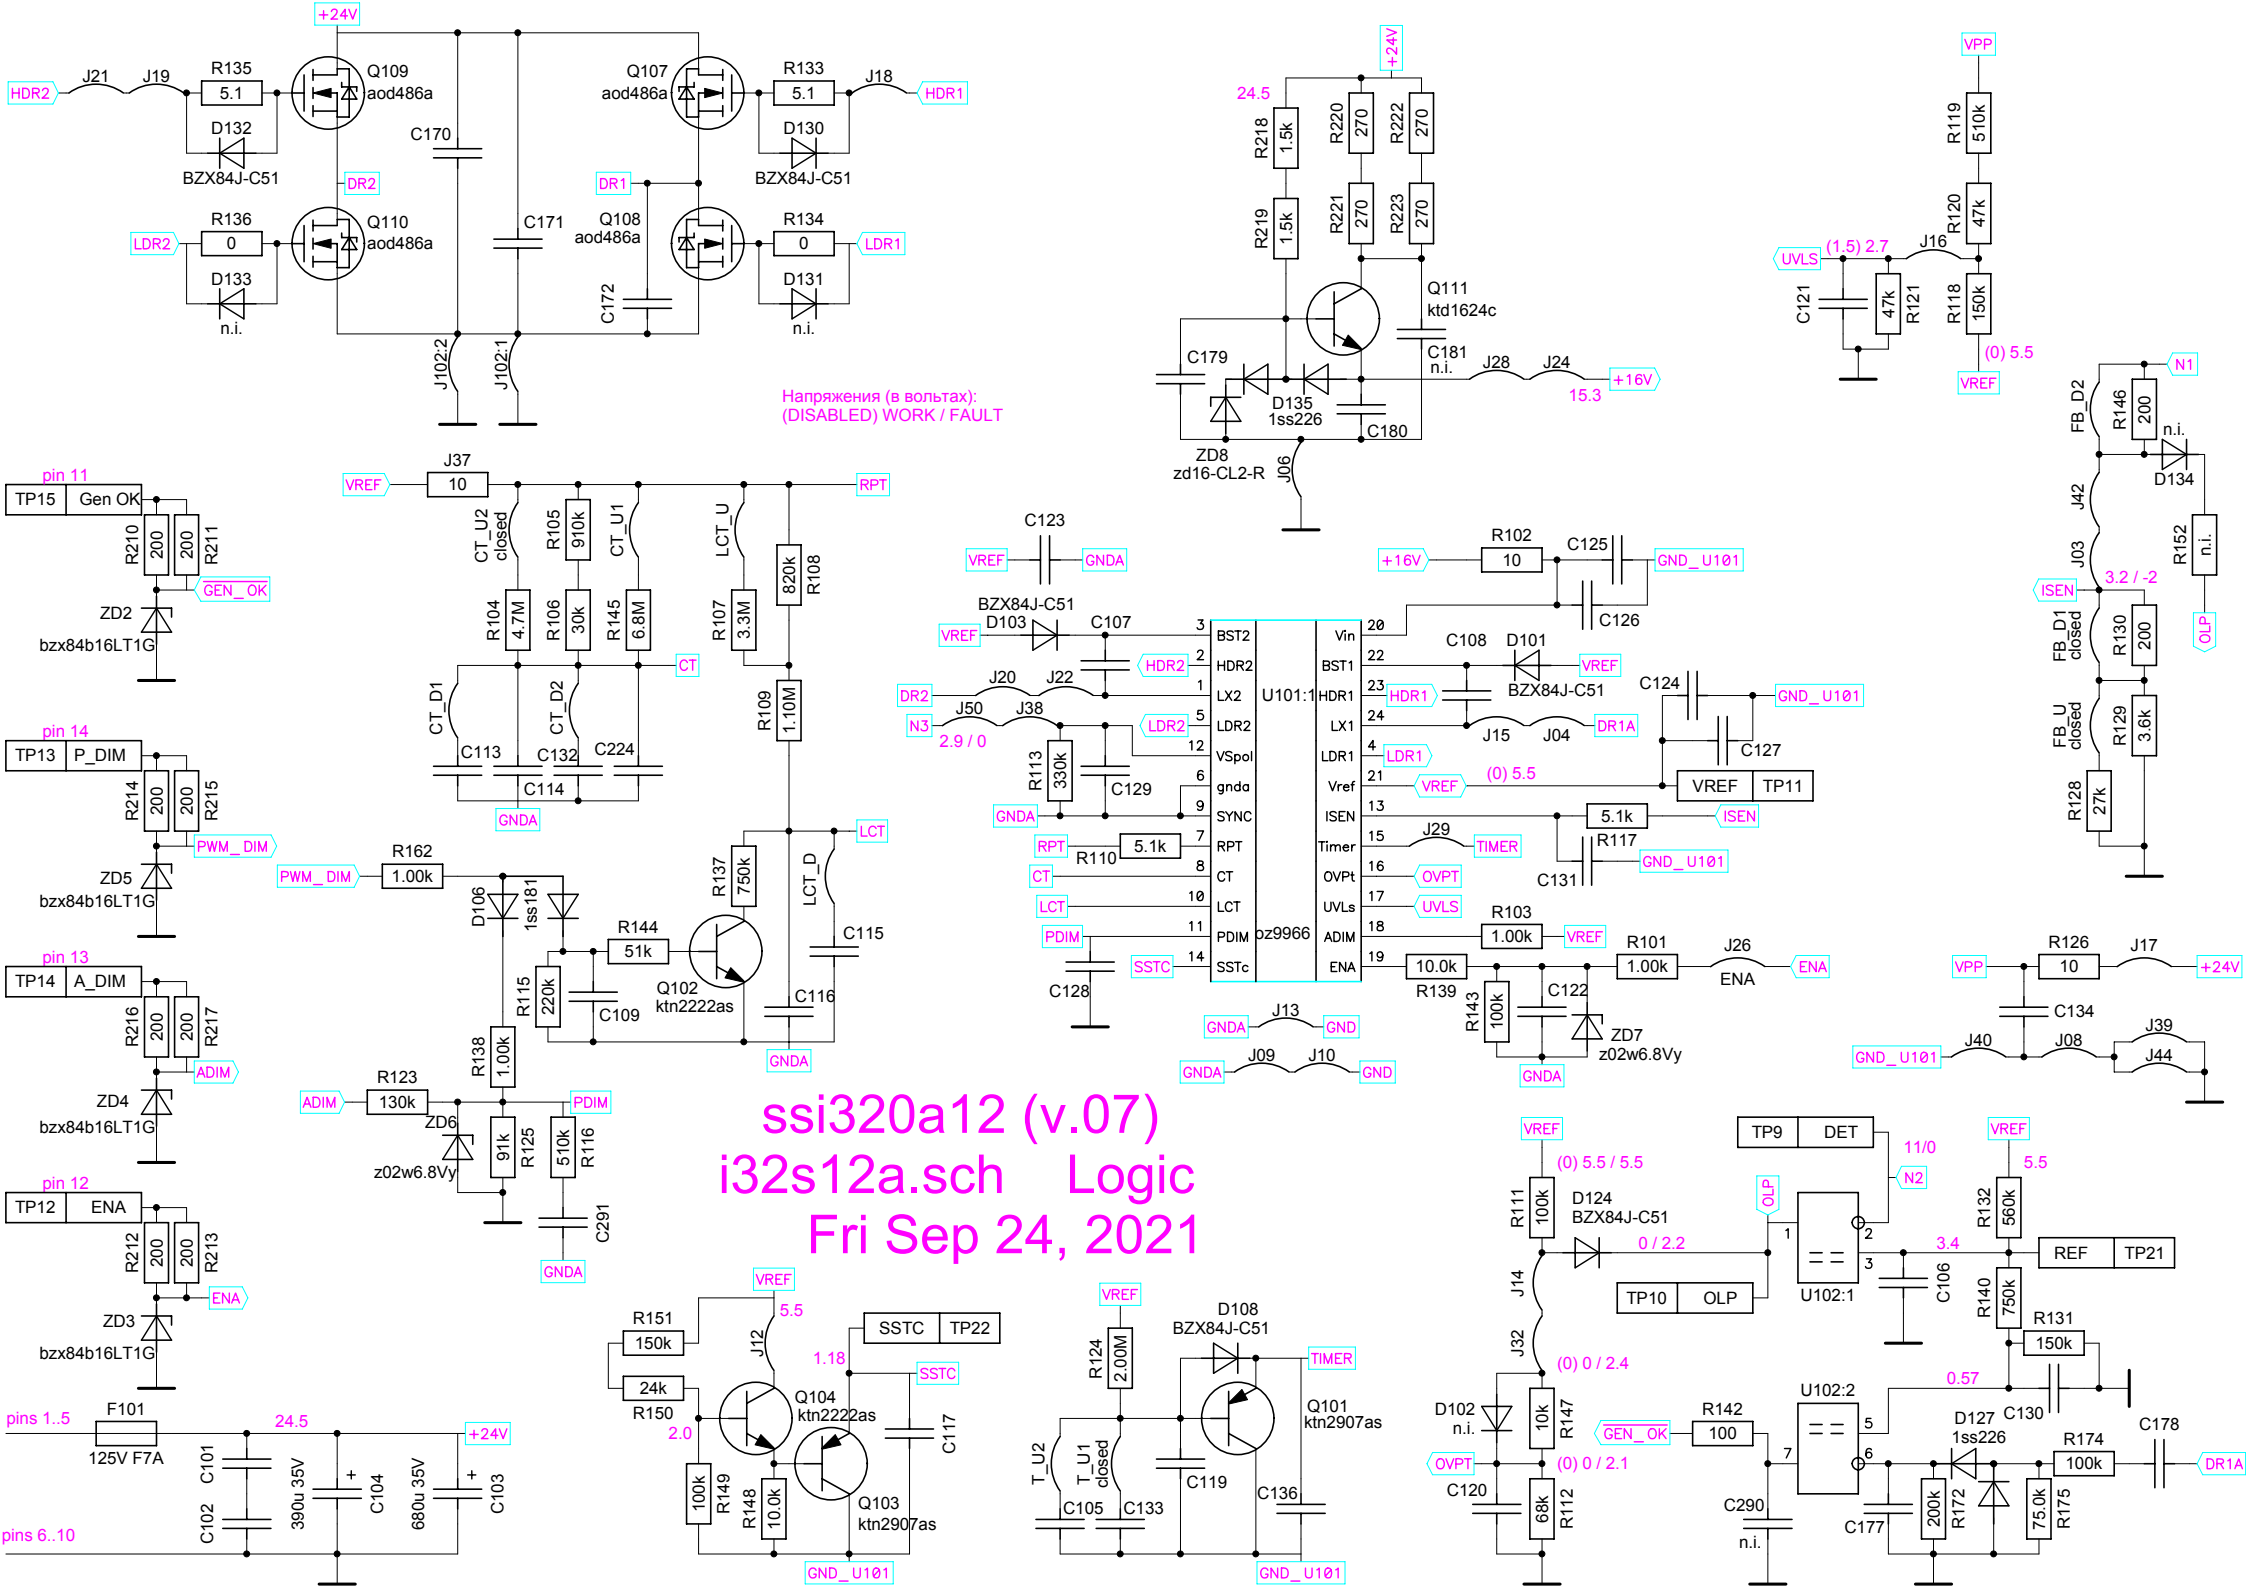 +24V
HDR2
J21
J19
R135
5.1
Q109
aod486a
D132
BZX84J-C51
DR2
LDR2
R136
0
Q110
aod486a
D133
n.i.
C170
C171
J102:2
J102:1
Q107
aod486a
R133
5.1
J18
HDR1
D130
BZX84J-C51
DR1
Q108
aod486a
R134
0
LDR1
D131
n.i.
C172
Напряжения (в вольтах):
(DISABLED) WORK / FAULT
+24V
24.5
R218
1.5k
R220
270
R222
270
R219
1.5k
R221
270
R223
270
Q111
ktd1624c
C179
C181
n.i.
D135
1ss226
C180
ZD8
zd16-CL2-R
J06
J28
J24
+16V
15.3
VPP
R119
510k
R120
47k
UVLS
(1.5) 2.7
J16
C121
47k
R121
R118
150k
(0) 5.5
VREF
N1
FB_D2
R146
200
n.i.
D134
J42
J03
R152
n.i.
OLP
ISEN
3.2 / -2
FB_D1
closed
R130
200
FB_U
closed
R129
3.6k
R128
27k
pin 11
TP15
Gen OK
R210
200
200
R211
GEN_OK
ZD2
bzx84b16LT1G
pin 14
TP13
P_DIM
R214
200
200
R215
PWM_DIM
ZD5
bzx84b16LT1G
pin 13
TP14
A_DIM
R216
200
200
R217
ADIM
ZD4
bzx84b16LT1G
pin 12
TP12
ENA
R212
200
200
R213
ENA
ZD3
bzx84b16LT1G
VREF
J37
10
RPT
CT_U2
closed
R105
910k
CT_U1
LCT_U
820k
R108
R104
4.7M
R106
30k
R145
6.8M
R107
3.3M
CT
CT_D1
CT_D2
R109
1.10M
C113
C114
C132
C224
GNDA
LCT
PWM_DIM
R162
1.00k
D106
1ss181
R137
750k
LCT_D
R144
51k
C115
R115
220k
C109
Q102
ktn2222as
C116
GNDA
R138
1.00k
ADIM
R123
130k
PDIM
ZD6
z02w6.8Vy
91k
R125
510k
R116
C291
GNDA
C123
VREF
GNDA
BZX84J-C51
D103
C107
VREF
HDR2
DR2
J20
J22
N3
J50
J38
2.9 / 0
LDR2
R113
330k
C129
GNDA
RPT
R110
5.1k
CT
LCT
PDIM
SSTC
C128
3
BST2
2
HDR2
1
LX2
5
LDR2
12
VSpol
6
gnda
9
SYNC
7
RPT
8
CT
10
LCT
11
PDIM
14
SSTc
U101:1
oz9966
Vin
20
BST1
22
HDR1
23
LX1
24
LDR1
4
Vref
21
ISEN
13
Timer
15
OVPt
16
UVLs
17
ADIM
18
ENA
19
+16V
R102
10
C125
GND_U101
C126
C108
D101
VREF
BZX84J-C51
HDR1
J15
J04
DR1A
LDR1
C124
GND_U101
C127
VREF
(0) 5.5
VREF
TP11
5.1k
R117
ISEN
J29
TIMER
C131
GND_U101
OVPT
UVLS
R103
1.00k
VREF
10.0k
R139
R101
1.00k
J26
ENA
ENA
R143
100k
C122
ZD7
z02w6.8Vy
GNDA
GNDA
J13
GND
GNDA
J09
J10
GND
VPP
R126
10
J17
+24V
C134
GND_U101
J40
J08
J39
J44
ssi320a12 (v.07)
i32s12a.sch Logic
Fri Sep 24, 2021
pins 1..5
F101
125V F7A
24.5
+24V
C101
C102
390u 35V
+
C104
680u 35V
+
C103
pins 6..10
VREF
5.5
R151
150k
J12
24k
R150
2.0
Q104
ktn2222as
1.18
SSTC
TP22
SSTC
C117
100k
R149
R148
10.0k
Q103
ktn2907as
GND_U101
VREF
R124
2.00M
D108
BZX84J-C51
TIMER
Q101
ktn2907as
T_U2
T_U1
closed
C119
C105
C133
C136
GND_U101
VREF
(0) 5.5 / 5.5
R111
100k
D124
BZX84J-C51
0 / 2.2
J14
J32
(0) 0 / 2.4
D102
n.i.
10k
R147
OVPT
(0) 0 / 2.1
C120
68k
R112
TP9
DET
11/0
N2
OLP
1
2
3
==
U102:1
TP10
OLP
C106
VREF
5.5
R132
560k
3.4
REF
TP21
R140
750k
R131
150k
0.57
C130
U102:2
==
5
6
7
GEN_OK
R142
100
C290
n.i.
D127
1ss226
R174
100k
C178
DR1A
C177
200k
R172
75.0k
R175